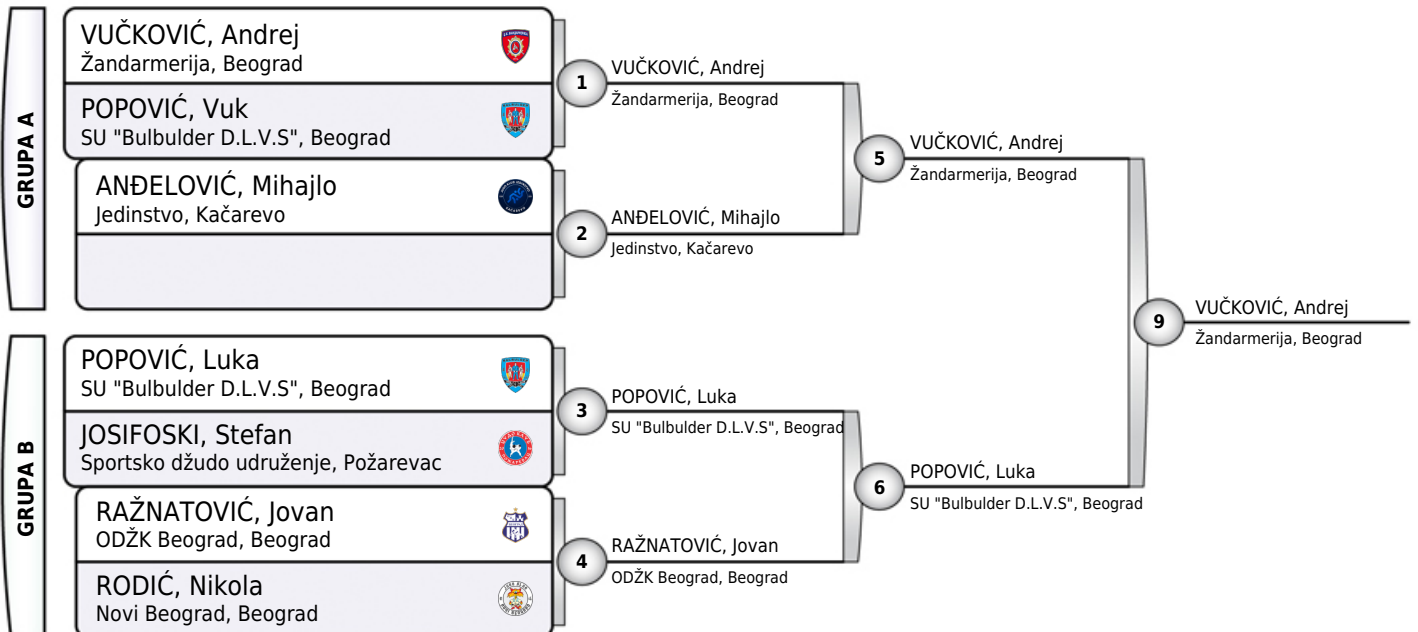 GRUPA A
VUČKOVIĆ, Andrej
Žandarmerija, Beograd
POPOVIĆ, Vuk
SU "Bulbulder D.L.V.S", Beograd
ANĐELOVIĆ, Mihajlo
Jedinstvo, Kačarevo
1
VUČKOVIĆ, Andrej
Žandarmerija, Beograd
2
ANĐELOVIĆ, Mihajlo
Jedinstvo, Kačarevo
5
VUČKOVIĆ, Andrej
Žandarmerija, Beograd
GRUPA B
POPOVIĆ, Luka
SU "Bulbulder D.L.V.S", Beograd
JOSIFOSKI, Stefan
Sportsko džudo udruženje, Požarevac
RAŽNATOVIĆ, Jovan
ODŽK Beograd, Beograd
RODIĆ, Nikola
Novi Beograd, Beograd
3
POPOVIĆ, Luka
SU "Bulbulder D.L.V.S", Beograd
4
RAŽNATOVIĆ, Jovan
ODŽK Beograd, Beograd
6
POPOVIĆ, Luka
SU "Bulbulder D.L.V.S", Beograd
9
VUČKOVIĆ, Andrej
Žandarmerija, Beograd